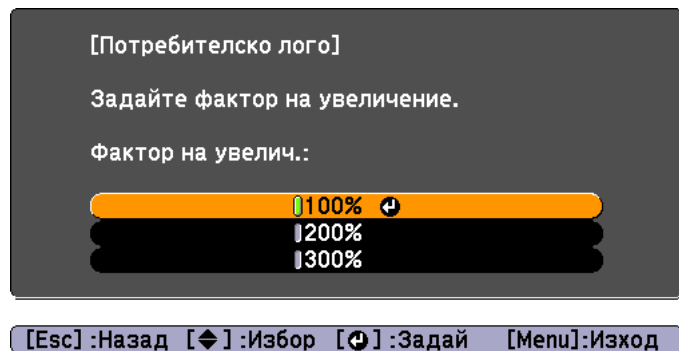 [Потребителско лого]
Задайте фактор на увеличение.
Фактор на увелич.:
100%
200%
300%
[Esc] :Назад [◆] :Избор [⏎] :Задай [Menu]:Изход